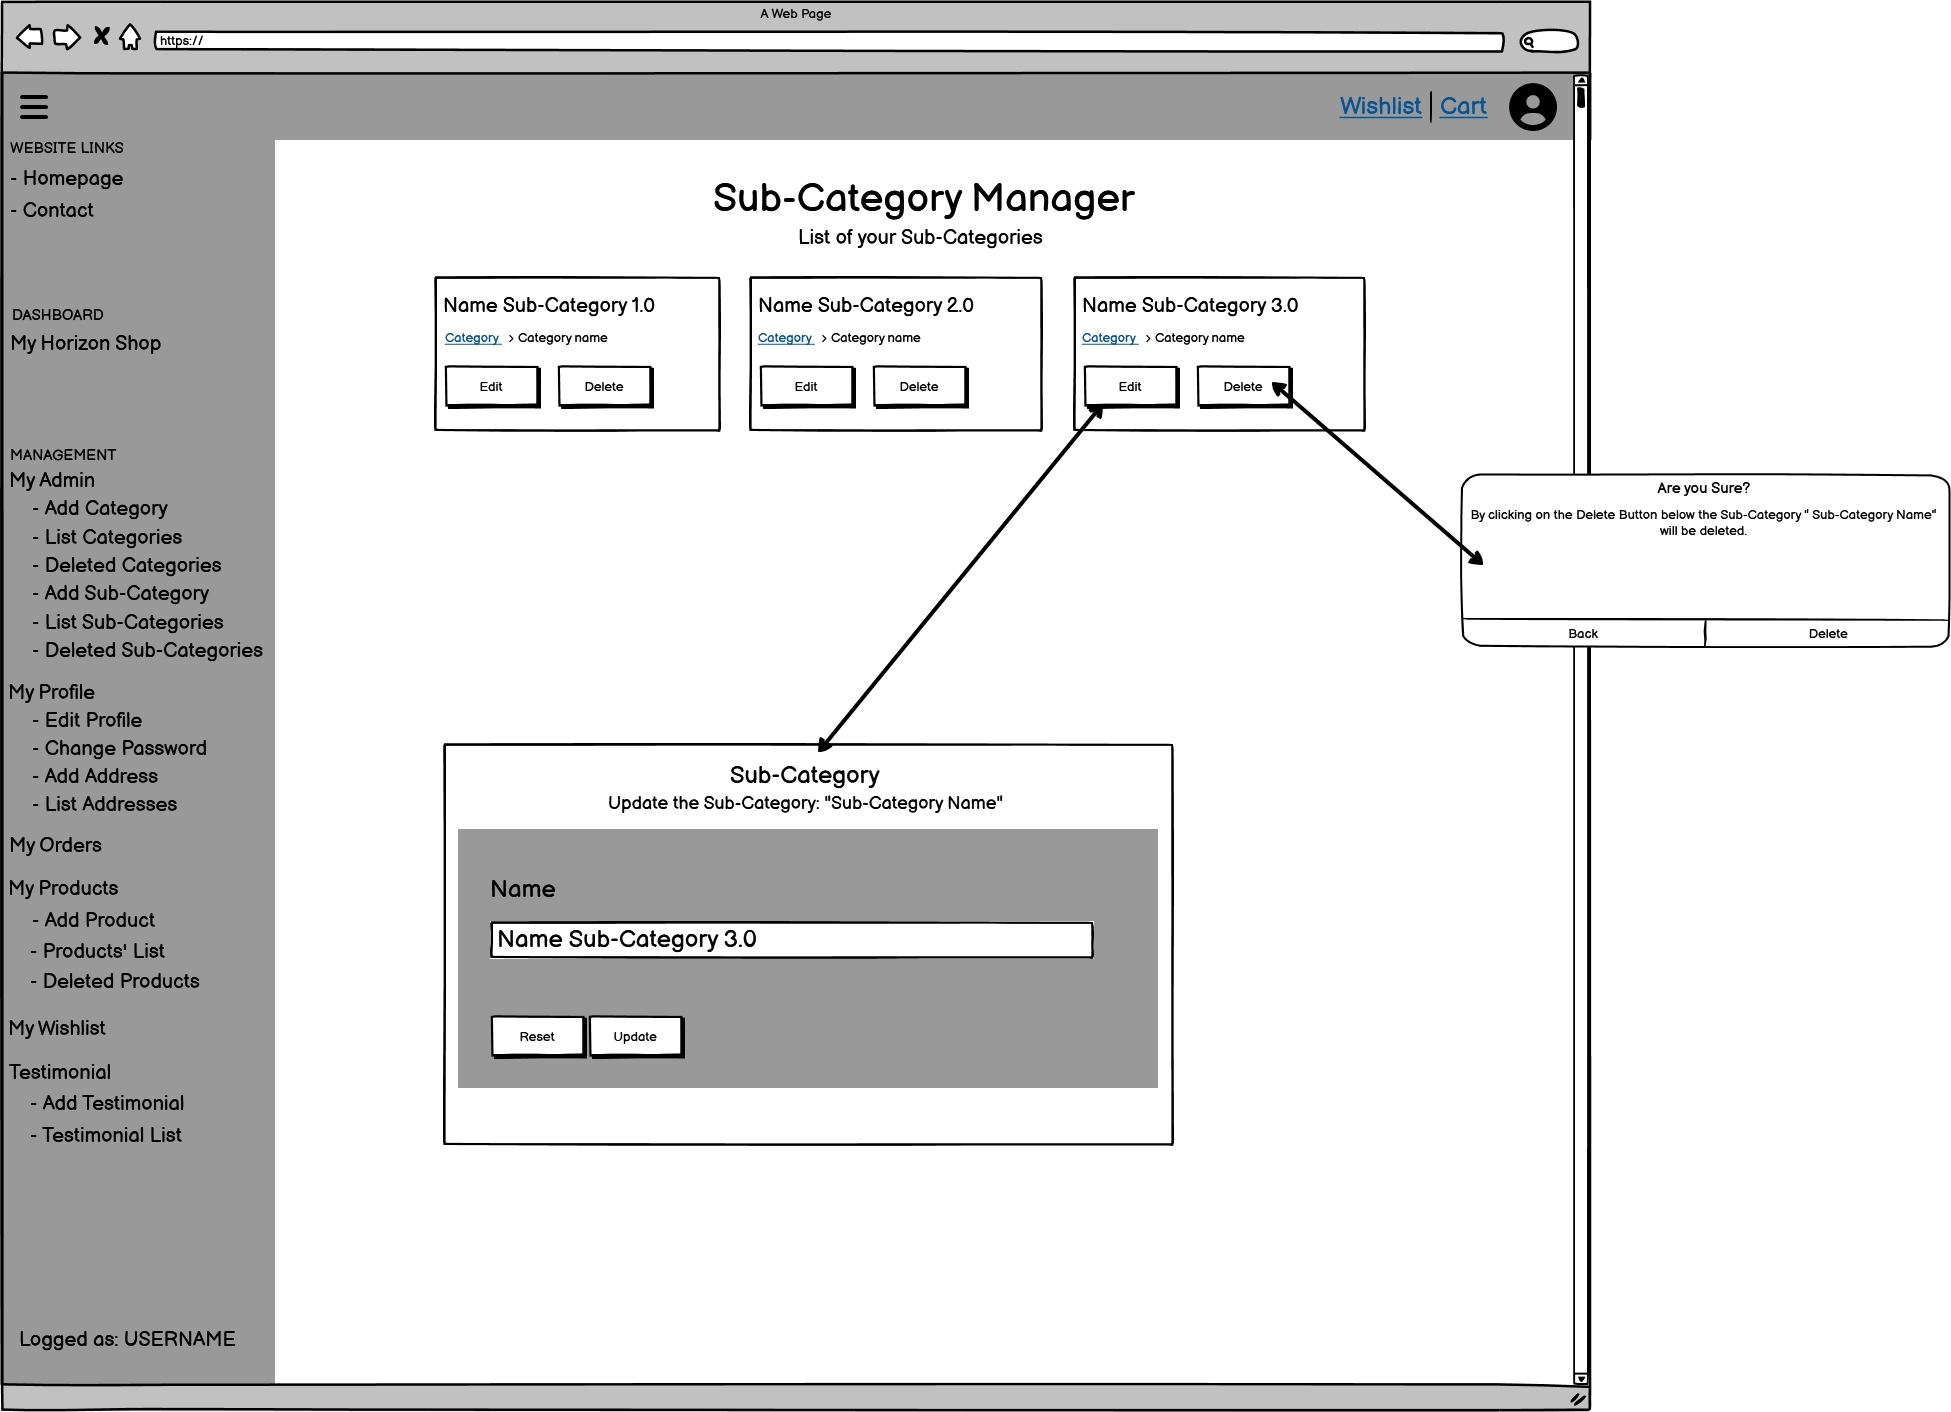 A Web Page
https://
Wishlist
Cart
WEBSITE LINKS
- Homepage
- Contact
DASHBOARD
My Horizon Shop
MANAGEMENT
My Admin
- Add Category
- List Categories
- Deleted Categories
- Add Sub-Category
- List Sub-Categories
- Deleted Sub-Categories
My Profile
- Edit Profile
- Change Password
- Add Address
- List Addresses
My Orders
My Products
- Add Product
- Products' List
- Deleted Products
My Wishlist
Testimonial
- Add Testimonial
- Testimonial List
Logged as: USERNAME
Sub-Category Manager
List of your Sub-Categories
Name Sub-Category 1.0
Category > Category name
Edit
Delete
Name Sub-Category 2.0
Category > Category name
Edit
Delete
Name Sub-Category 3.0
Category > Category name
Edit
Delete
Are you Sure?
By clicking on the Delete Button below the Sub-Category " Sub-Category Name"
will be deleted.
Back
Delete
Sub-Category
Update the Sub-Category: "Sub-Category Name"
Name
Name Sub-Category 3.0
Reset
Update